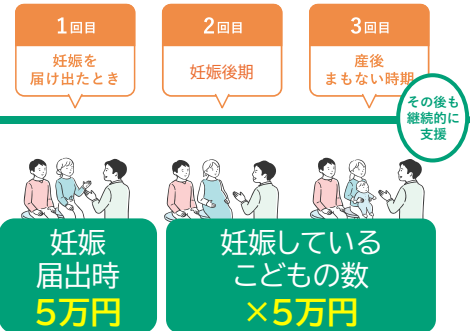 1回目
妊娠を
届け出たとき
2回目
妊娠後期
3回目
産後
まもない時期
その後も
継続的に
支援
妊娠
届出時
5万円
妊娠している
こどもの数
×5万円